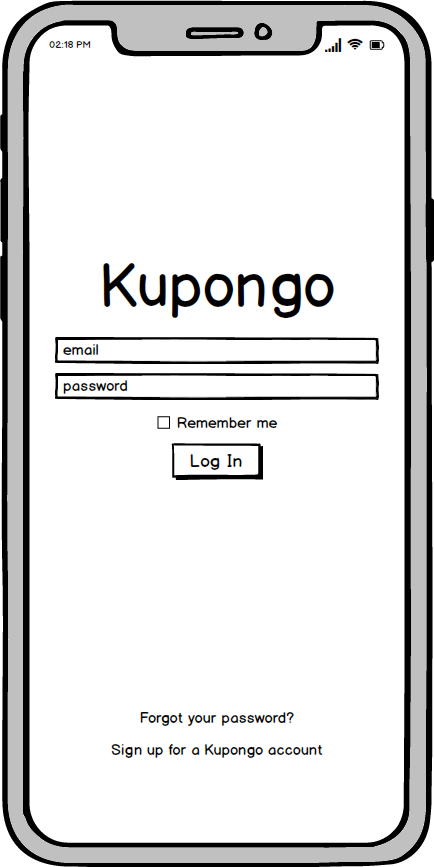 02:18 PM
Kupongo
email
password
Remember me
Log In
Forgot your password?
Sign up for a Kupongo account